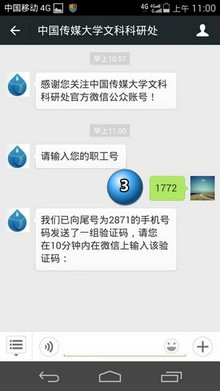 中国移动 4G
4G
上午 11:00
中国传媒大学文科科研处
早上10:57
感谢您关注中国传媒大学文科
科研处官方微信公众账号！
早上11:00
请输入您的职工号
3
1772
我们已向尾号为2871的手机号
码发送了一组验证码，请您
在10分钟内在微信上输入该验
证码：